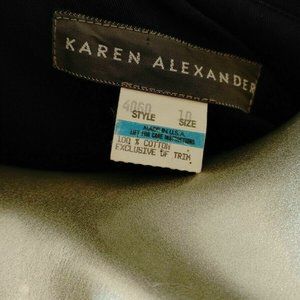 KAREN ALEXANDER
4060 10
STYLE SIZE
MADE IN U.S.A.
LIFT FOR CARE INSTRUCTIONS
100 % COTTON
EXCLUSIVE OF TRIM